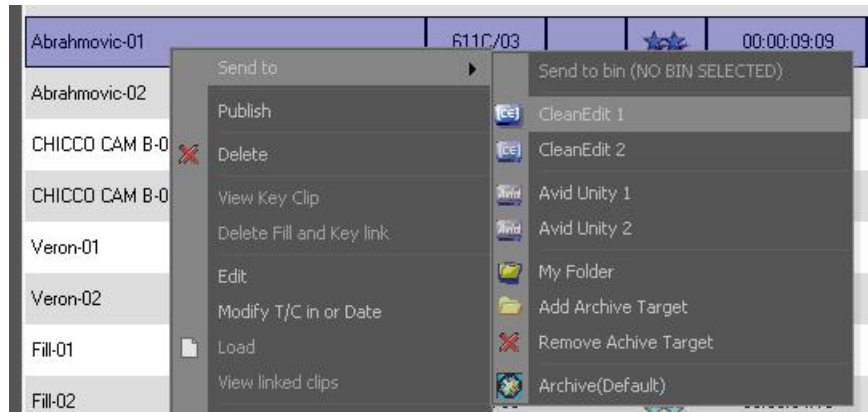 Abrahmovic-01 611C/03 00:00:09:09
Send to Send to bin (NO BIN SELECTED)
Abrahmovic-02
Publish CleanEdit 1
CHICCO CAM B-0 Delete CleanEdit 2
CHICCO CAM B-0 View Key Clip Avid Unity 1
Delete Fill and Key link Avid Unity 2
Veron-01
Edit My Folder
Veron-02 Modify T/C in or Date Add Archive Target
Fill-01 Load Remove Achive Target
View linked clips Archive(Default)
Fill-02